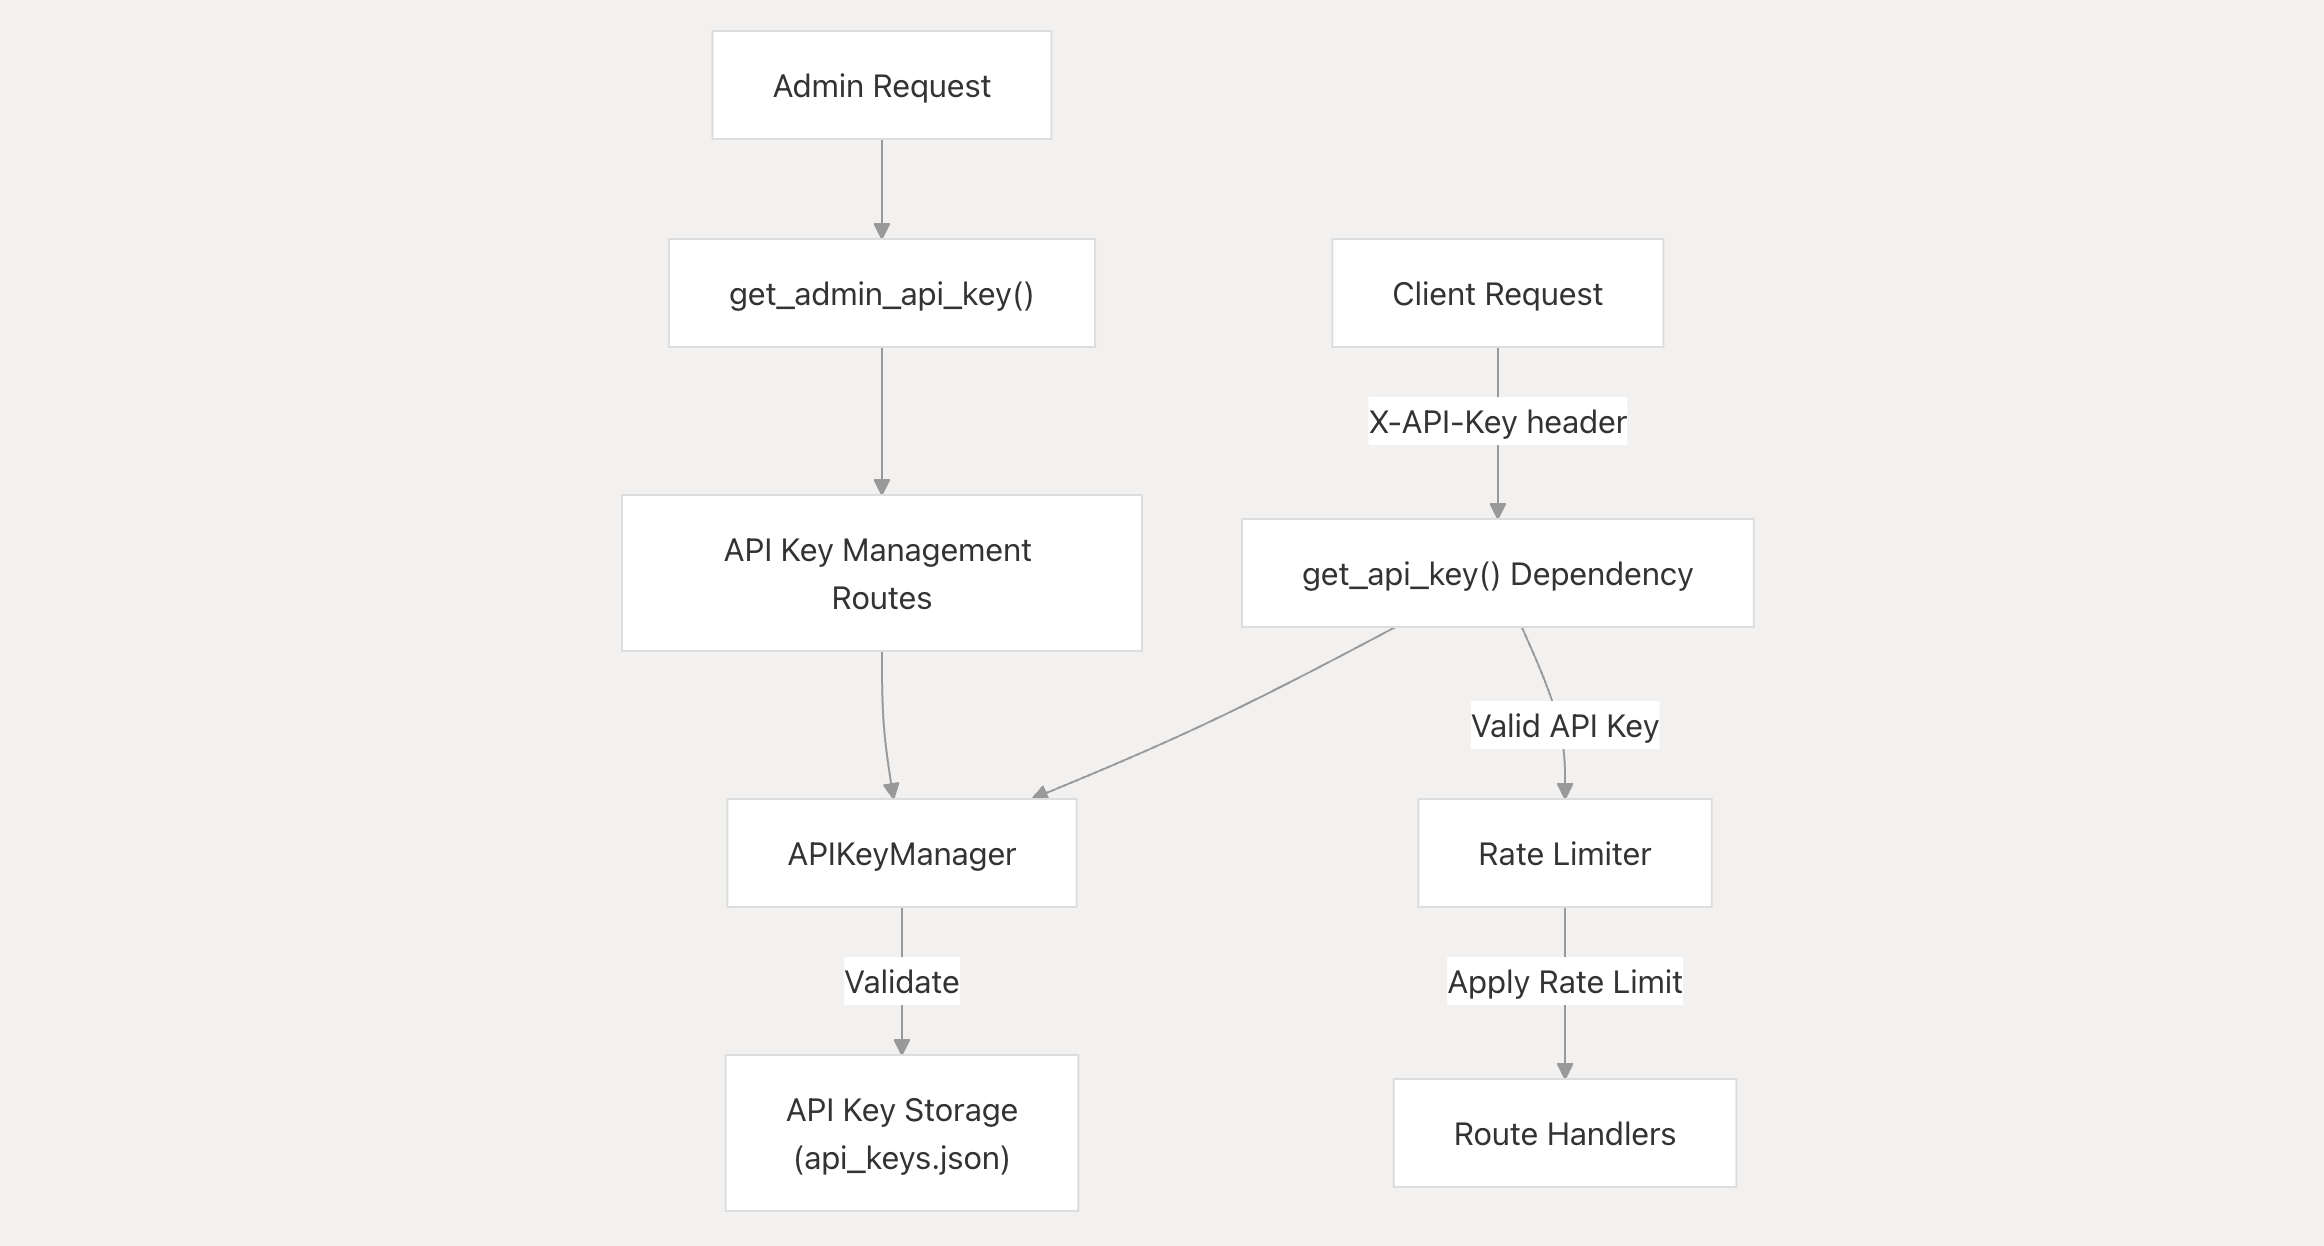 Admin Request
get_admin_api_key()
Client Request
X-API-Key header
API Key Management
Routes
get_api_key() Dependency
Valid API Key
APIKeyManager
Rate Limiter
Validate
Apply Rate Limit
API Key Storage
(api_keys.json)
Route Handlers